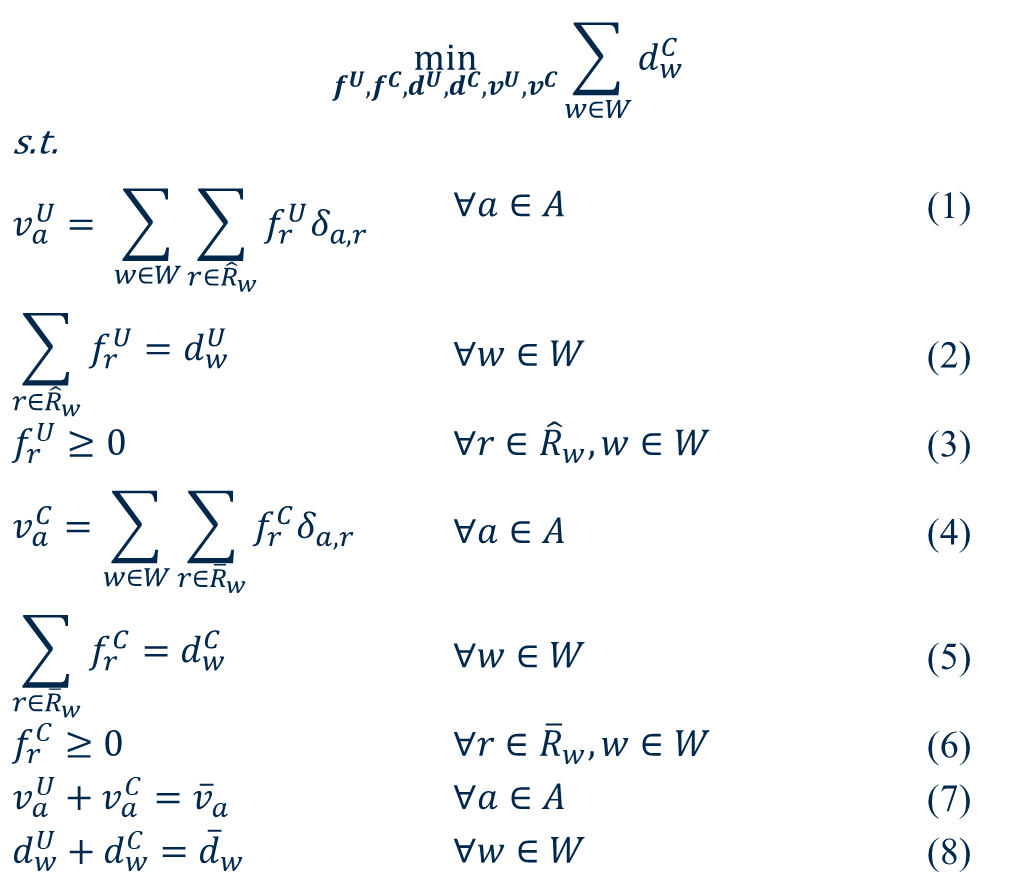 min_{f^U, f^C, d^U, d^C, v^U, v^C} ∑_{w∈W} d_w^C
s.t.
v_a^U = ∑_{w∈W} ∑_{r∈R̂_w} f_r^U δ_{a,r} ∀a ∈ A (1)
∑_{r∈R̂_w} f_r^U = d_w^U ∀w ∈ W (2)
f_r^U ≥ 0 ∀r ∈ R̂_w, w ∈ W (3)
v_a^C = ∑_{w∈W} ∑_{r∈R̄_w} f_r^C δ_{a,r} ∀a ∈ A (4)
∑_{r∈R̄_w} f_r^C = d_w^C ∀w ∈ W (5)
f_r^C ≥ 0 ∀r ∈ R̄_w, w ∈ W (6)
v_a^U + v_a^C = v̄_a ∀a ∈ A (7)
d_w^U + d_w^C = d̄_w ∀w ∈ W (8)